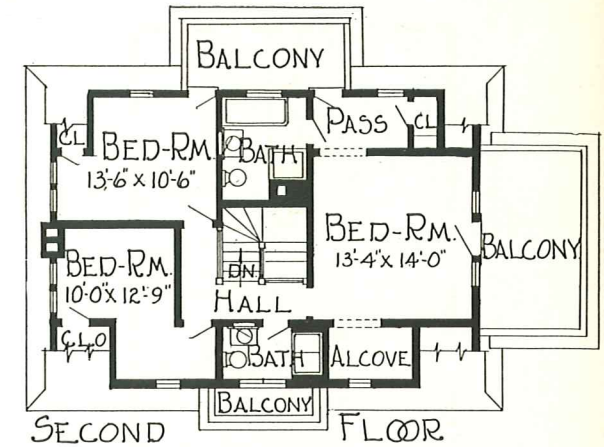 BALCONY
CL
BED-RM.
13'-6" X 10'-6"
BATH
PASS
CL
BED-RM.
13'-4" X 14'-0"
BALCONY
BED-RM.
10'-0" X 12'-9"
DN.
HALL
CLO
BATH
ALCOVE
BALCONY
SECOND FLOOR